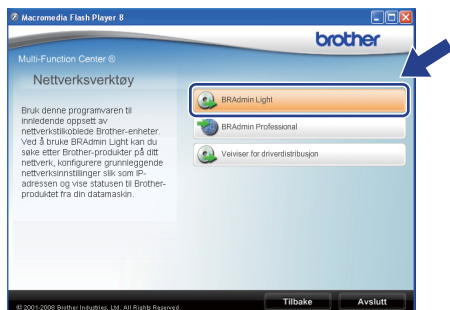 Macromedia Flash Player 8
brother
Multi-Function Center ®
Nettverksverktøy
Bruk denne programvaren til
innledende oppsett av
nettverkstilkoblede Brother-enheter.
Ved å bruke BRAdmin Light kan du
søke etter Brother-produkter på ditt
nettverk, konfigurere grunnleggende
nettverksinnstillinger slik som IP-
adressen og vise statusen til Brother-
produktet fra din datamaskin.
BRAdmin Light
BRAdmin Professional
Veiviser for driverdistribusjon
© 2001-2008 Brother Industries, Ltd. All Rights Reserved.
Tilbake
Avslutt